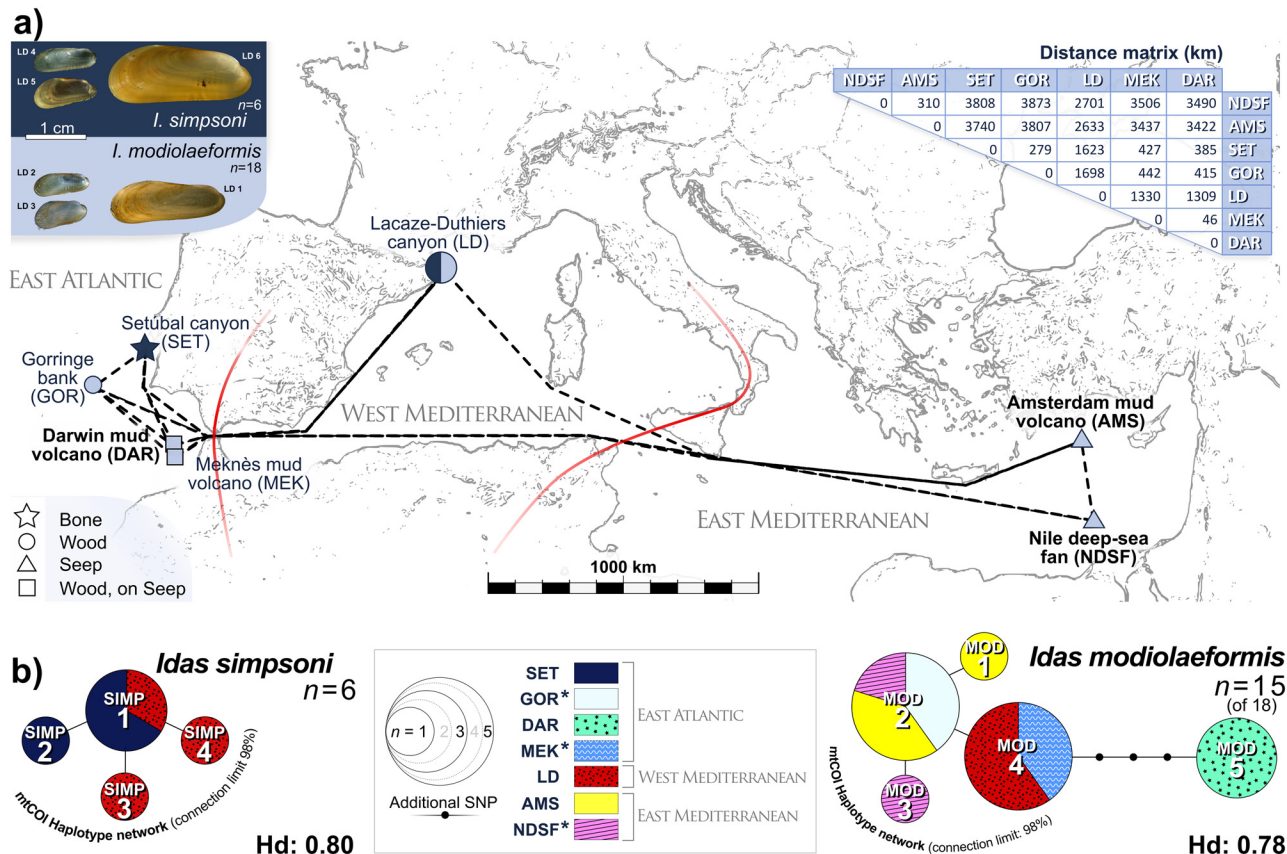 a)
LD 4
LD 5
LD 6
n=6
1 cm
I. simpsoni
I. modiolaeformis
n=18
LD 2
LD 3
LD 1
Distance matrix (km)
NDSF AMS SET GOR LD MEK DAR
0 310 3808 3873 2701 3506 3490 NDSF
0 3740 3807 2633 3437 3422 AMS
0 279 1623 427 385 SET
0 1698 442 415 GOR
0 1330 1309 LD
0 46 MEK
0 DAR
Lacaze-Duthiers
canyon (LD)
EAST ATLANTIC
Setúbal canyon
(SET)
Gorringe
bank
(GOR)
WEST MEDITERRANEAN
Darwin mud
volcano (DAR)
Meknès mud
volcano (MEK)
Amsterdam mud
volcano (AMS)
EAST MEDITERRANEAN
Nile deep-sea
fan (NDSF)
Bone
Wood
Seep
Wood, on Seep
1000 km
b)
Idas simpsoni
n=6
SIMP
1
SIMP
2
SIMP
3
SIMP
4
mtCOI Haplotype network (connection limit 98%)
Hd: 0.80
n = 1 2 3 4 5
Additional SNP
SET
GOR*
DAR
MEK*
LD
AMS
NDSF*
EAST ATLANTIC
WEST MEDITERRANEAN
EAST MEDITERRANEAN
Idas modiolaeformis
n=15
(of 18)
MOD
1
MOD
2
MOD
3
MOD
4
MOD
5
mtCOI Haplotype network (connection limit: 98%)
Hd: 0.78